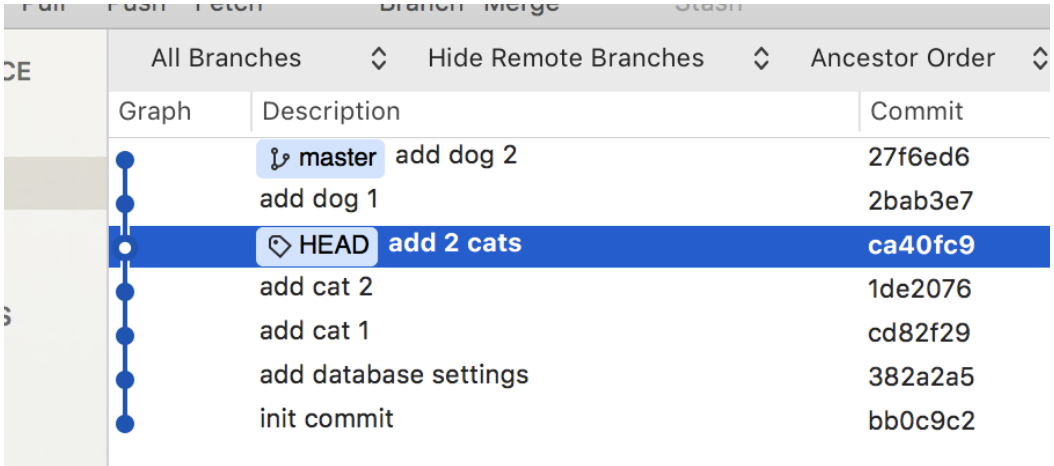 Pull Push Fetch Branch Merge Stash
All Branches Hide Remote Branches Ancestor Order
CE
Graph Description Commit
master add dog 2 27f6ed6
add dog 1 2bab3e7
HEAD add 2 cats ca40fc9
add cat 2 1de2076
S
add cat 1 cd82f29
add database settings 382a2a5
init commit bb0c9c2